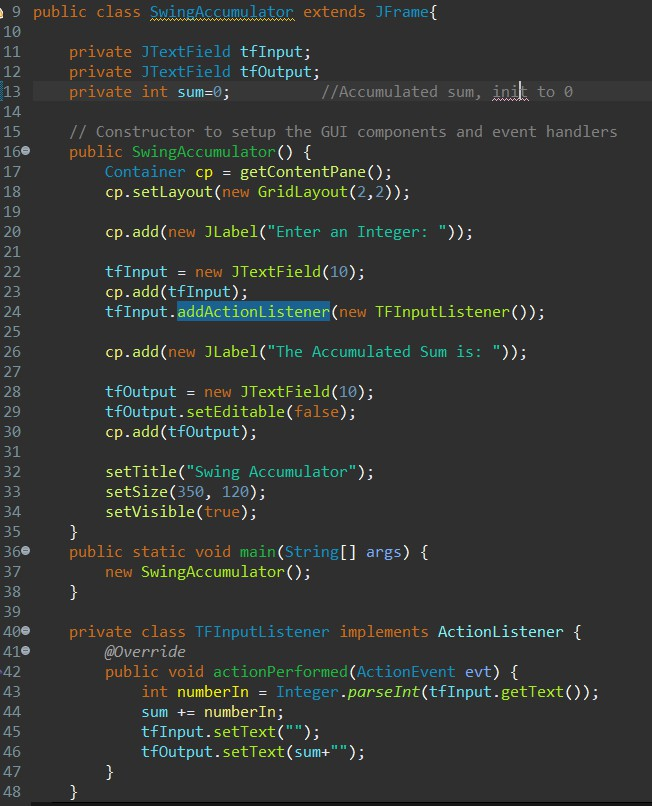 9 public class SwingAccumulator extends JFrame{
10
11     private JTextField tfInput;
12     private JTextField tfOutput;
13     private int sum=0;          //Accumulated sum, init to 0
14
15     // Constructor to setup the GUI components and event handlers
16     public SwingAccumulator() {
17         Container cp = getContentPane();
18         cp.setLayout(new GridLayout(2,2));
19
20         cp.add(new JLabel("Enter an Integer: "));
21
22         tfInput = new JTextField(10);
23         cp.add(tfInput);
24         tfInput.addActionListener(new TFInputListener());
25
26         cp.add(new JLabel("The Accumulated Sum is: "));
27
28         tfOutput = new JTextField(10);
29         tfOutput.setEditable(false);
30         cp.add(tfOutput);
31
32         setTitle("Swing Accumulator");
33         setSize(350, 120);
34         setVisible(true);
35     }
36     public static void main(String[] args) {
37         new SwingAccumulator();
38     }
39
40     private class TFInputListener implements ActionListener {
41         @Override
42         public void actionPerformed(ActionEvent evt) {
43             int numberIn = Integer.parseInt(tfInput.getText());
44             sum += numberIn;
45             tfInput.setText("");
46             tfOutput.setText(sum+"");
47         }
48     }